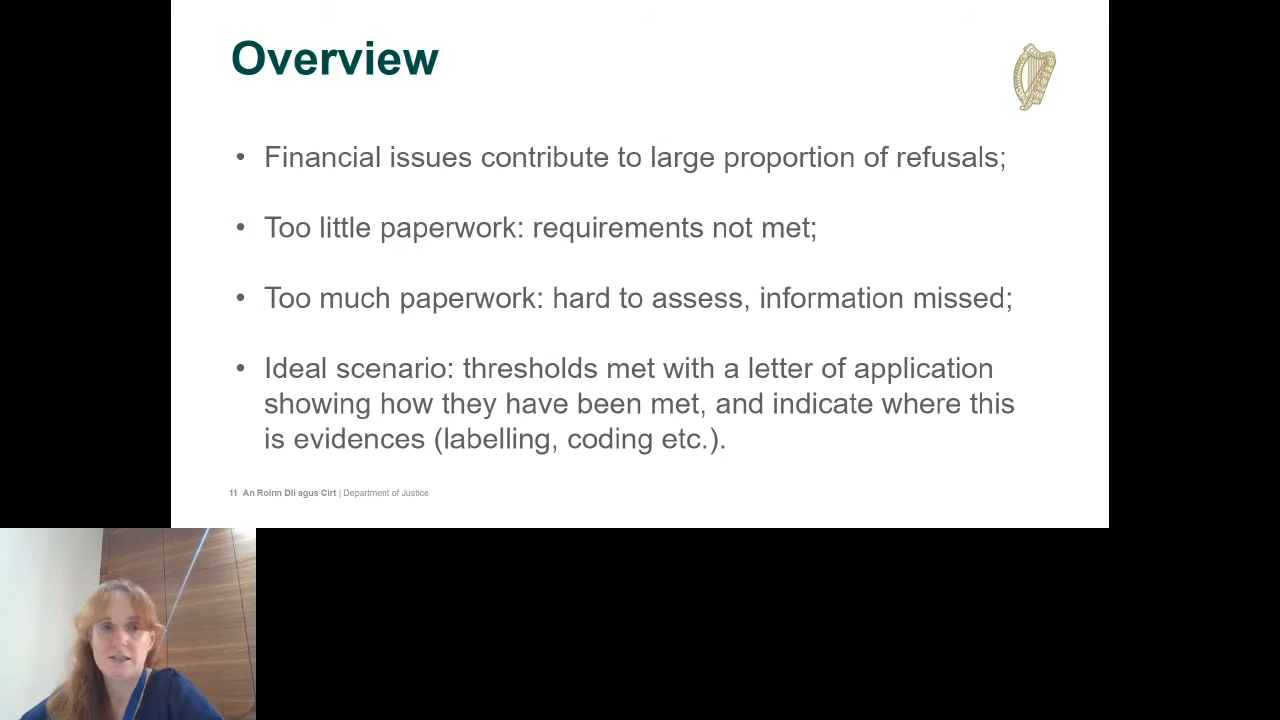 Overview
• Financial issues contribute to large proportion of refusals;
• Too little paperwork: requirements not met;
• Too much paperwork: hard to assess, information missed;
• Ideal scenario: thresholds met with a letter of application
showing how they have been met, and indicate where this
is evidences (labelling, coding etc.).
11 An Roinn Dlí agus Cirt | Department of Justice